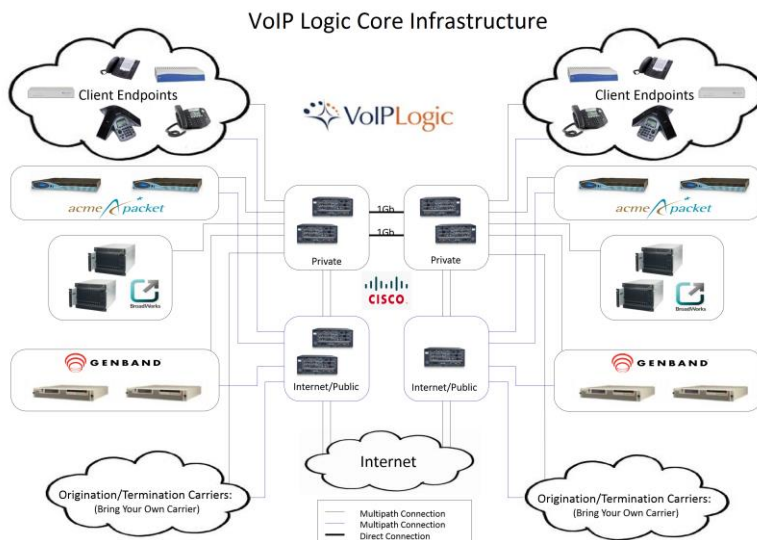 VoIP Logic Core Infrastructure
Client Endpoints
Client Endpoints
VoIPLogic
acme packet
acme packet
1Gb
1Gb
Private
Private
BroadWorks
BroadWorks
CISCO
GENBAND
GENBAND
Internet/Public
Internet/Public
Internet
Origination/Termination Carriers:
(Bring Your Own Carrier)
Origination/Termination Carriers:
(Bring Your Own Carrier)
Multipath Connection
Multipath Connection
Direct Connection